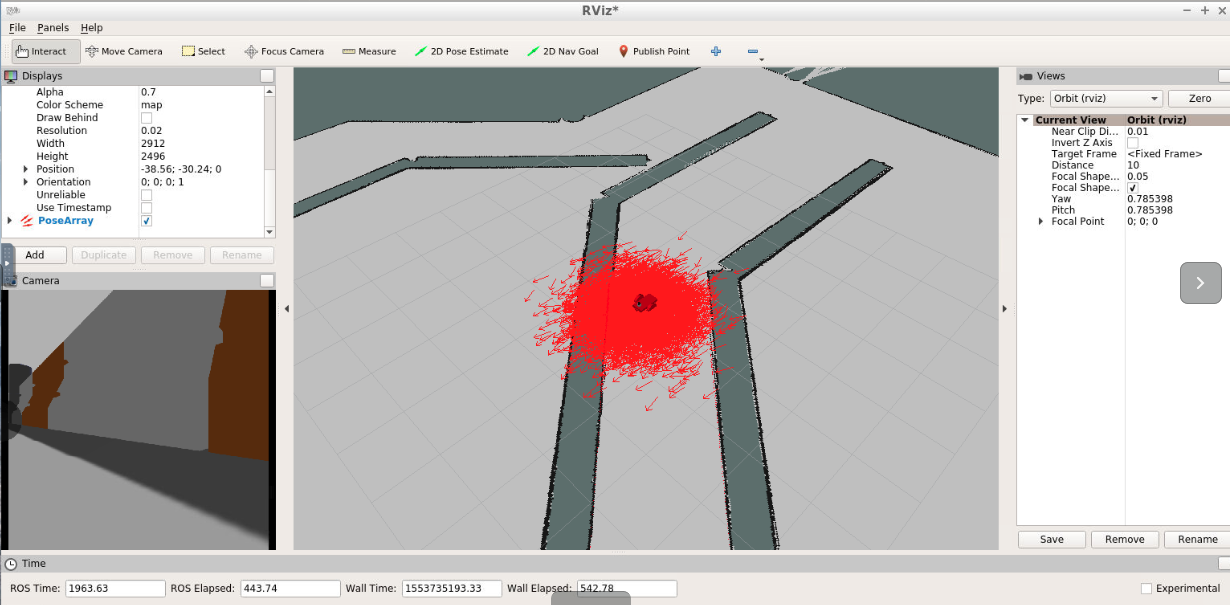 RViz*
File Panels Help
Interact Move Camera Select Focus Camera Measure 2D Pose Estimate 2D Nav Goal Publish Point
Displays
Alpha 0.7
Color Scheme map
Draw Behind
Resolution 0.02
Width 2912
Height 2496
Position -38.56; -30.24; 0
Orientation 0; 0; 0; 1
Unreliable
Use Timestamp
PoseArray
Add Duplicate Remove Rename
Camera
Views
Type: Orbit (rviz) Zero
Current View Orbit (rviz)
Near Clip Di... 0.01
Invert Z Axis
Target Frame <Fixed Frame>
Distance 10
Focal Shape... 0.05
Focal Shape...
Yaw 0.785398
Pitch 0.785398
Focal Point 0; 0; 0
Save Remove Rename
Time
ROS Time: 1963.63 ROS Elapsed: 443.74 Wall Time: 1553735193.33 Wall Elapsed: 542.78 Experimental